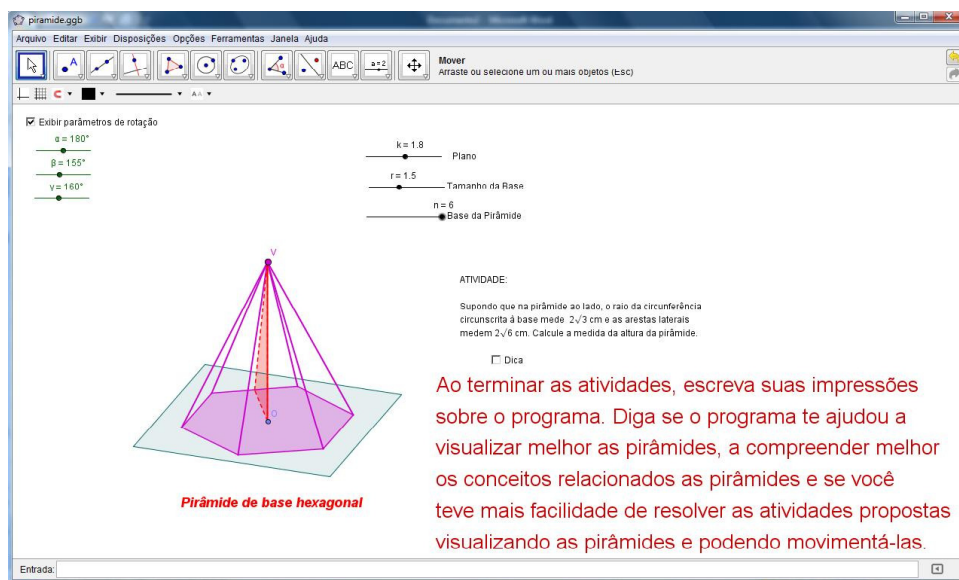 piramide.ggb
Documento2 - Microsoft Word
Arquivo Editar Exibir Disposições Opções Ferramentas Janela Ajuda
A
ABC
a=2
Mover
Arraste ou selecione um ou mais objetos (Esc)
AA
Exibir parâmetros de rotação
α = 180°
β = 155°
γ = 160°
k = 1.8
Plano
r = 1.5
Tamanho da Base
n = 6
Base da Pirâmide
V
O
Pirâmide de base hexagonal
ATIVIDADE:
Supondo que na pirâmide ao lado, o raio da circunferência
circunscrita á base mede 2√3 cm e as arestas laterais
medem 2√6 cm. Calcule a medida da altura da pirâmide.
Dica
Ao terminar as atividades, escreva suas impressões
sobre o programa. Diga se o programa te ajudou a
visualizar melhor as pirâmides, a compreender melhor
os conceitos relacionados as pirâmides e se você
teve mais facilidade de resolver as atividades propostas
visualizando as pirâmides e podendo movimentá-las.
Entrada: